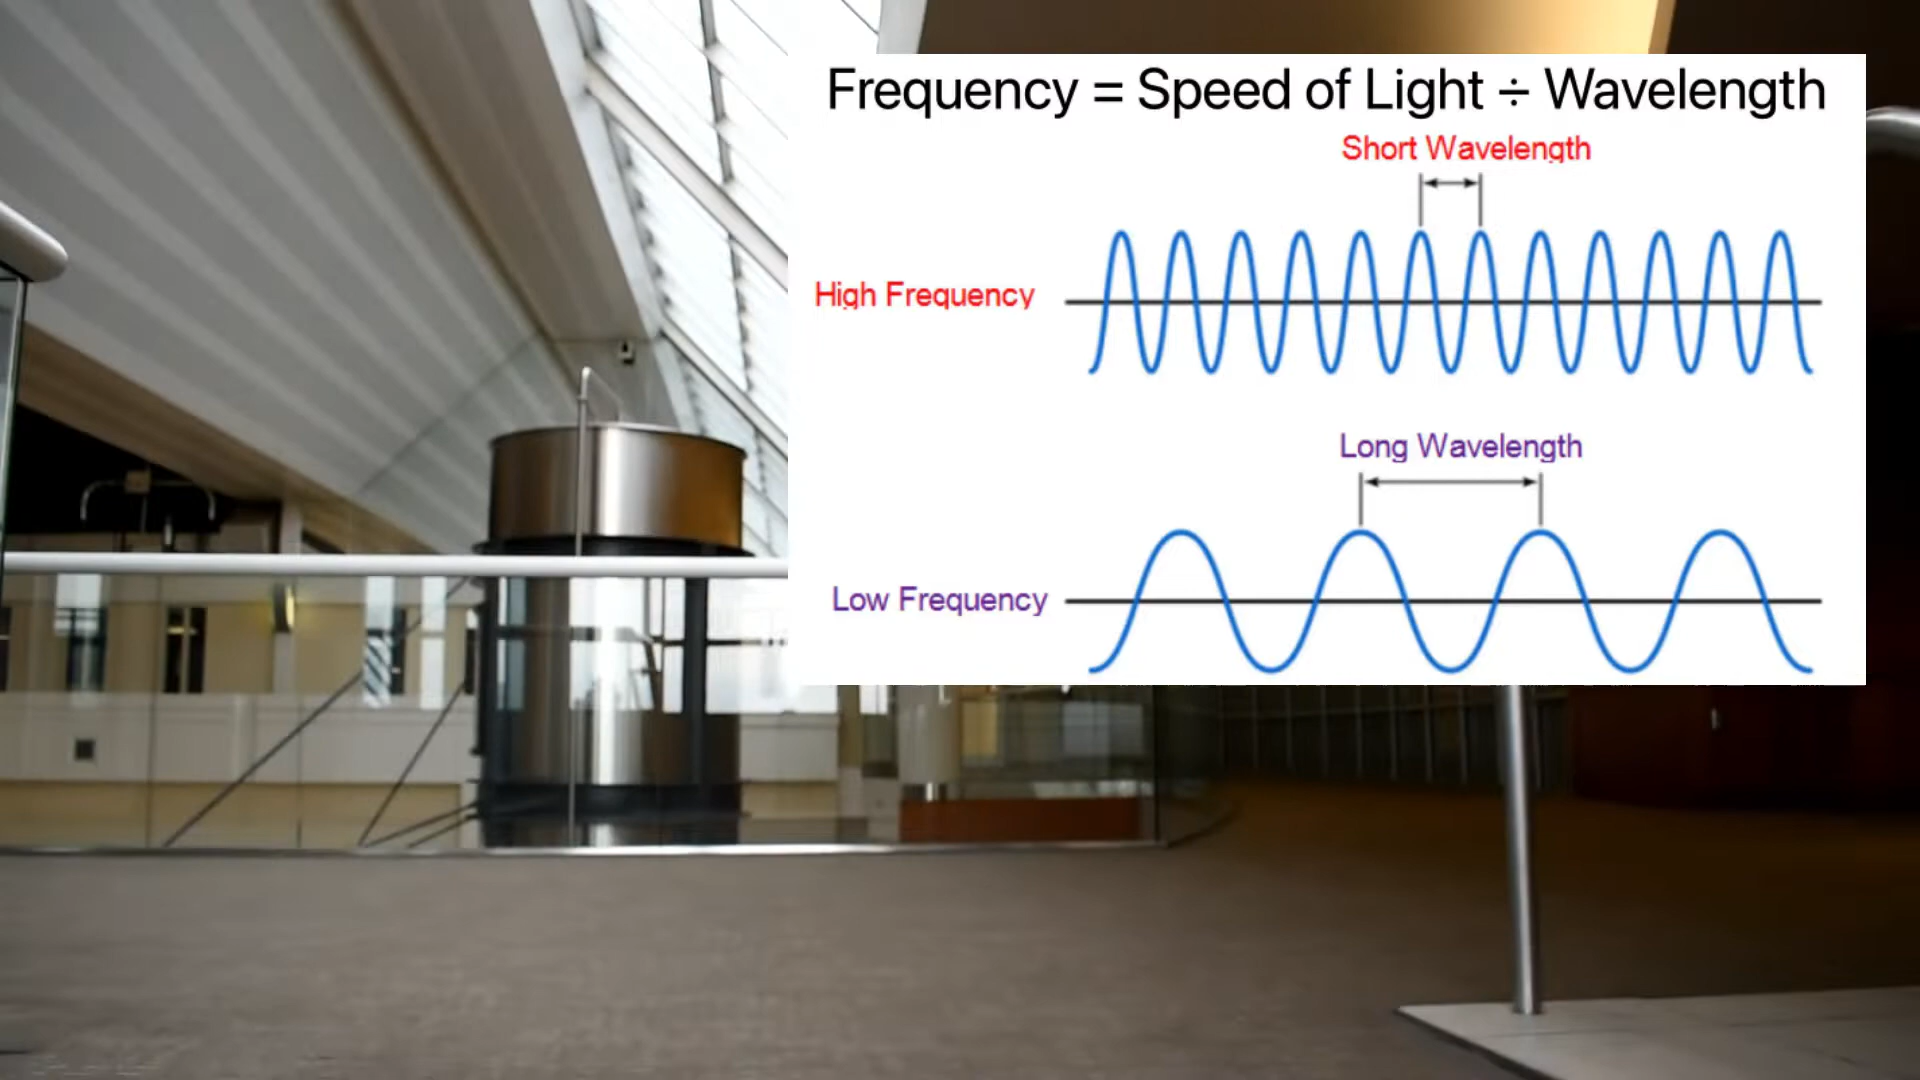 Frequency = Speed of Light ÷ Wavelength
Short Wavelength
High Frequency
Long Wavelength
Low Frequency